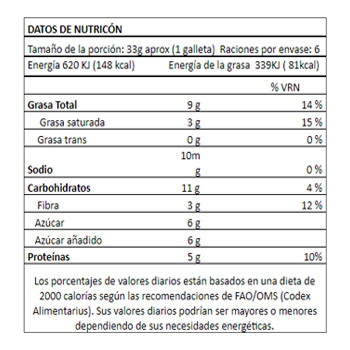 DATOS DE NUTRICÓN
Tamaño de la porción: 33g aprox (1 galleta) Raciones por envase: 6
Energía 620 KJ (148 kcal) Energía de la grasa 339KJ ( 81kcal)
% VRN
Grasa Total 9 g 14 %
Grasa saturada 3 g 15 %
Grasa trans 0 g 0 %
10m
Sodio g 0 %
Carbohidratos 11 g 4 %
Fibra 3 g 12 %
Azúcar 6 g
Azúcar añadido 6 g
Proteínas 5 g 10%
Los porcentajes de valores diarios están basados en una dieta de
2000 calorías según las recomendaciones de FAO/OMS (Codex
Alimentarius). Sus valores diarios podrían ser mayores o menores
dependiendo de sus necesidades energéticas.